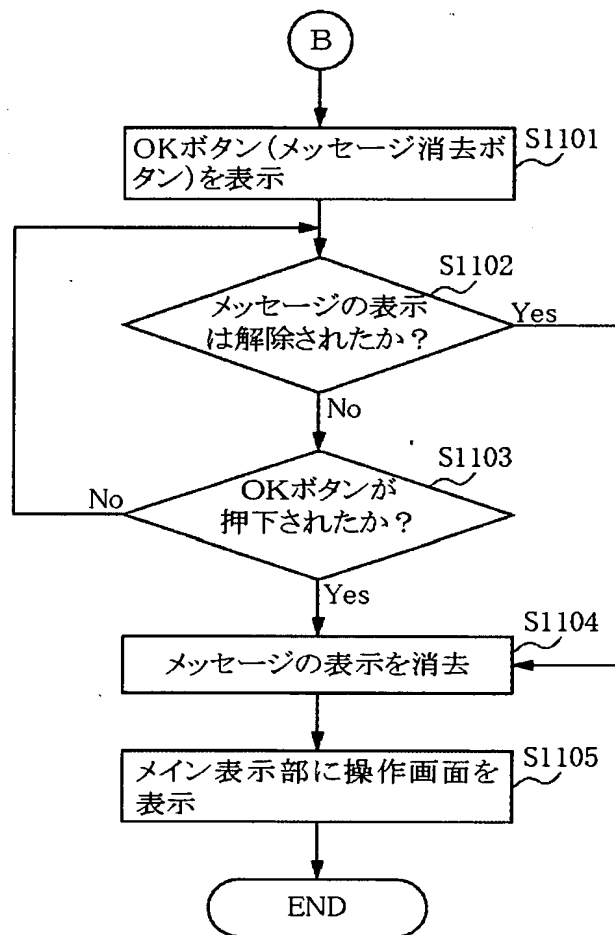 B
OKボタン(メッセージ消去ボ
タン)を表示
S1101
S1102
メッセージの表示
は解除されたか?
Yes
No
S1103
OKボタンが
押下されたか?
No
Yes
S1104
メッセージの表示を消去
S1105
メイン表示部に操作画面を
表示
END